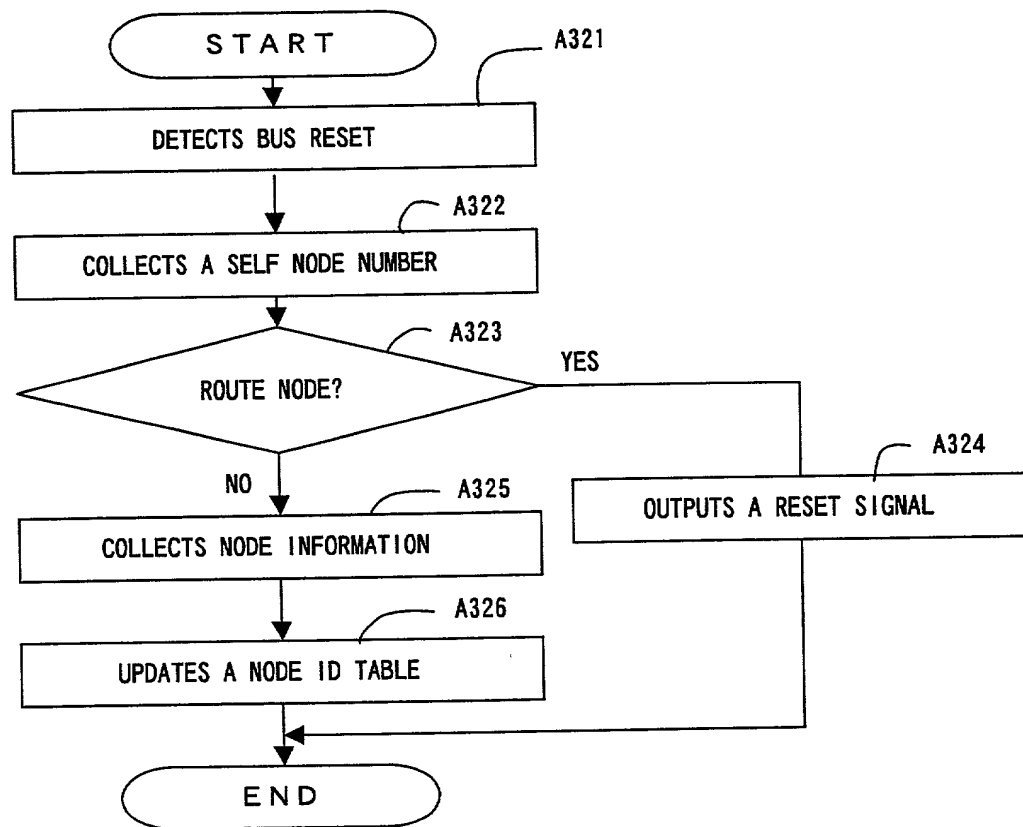 START
A321
DETECTS BUS RESET
A322
COLLECTS A SELF NODE NUMBER
A323
ROUTE NODE?
YES
A324
OUTPUTS A RESET SIGNAL
NO
A325
COLLECTS NODE INFORMATION
A326
UPDATES A NODE ID TABLE
END